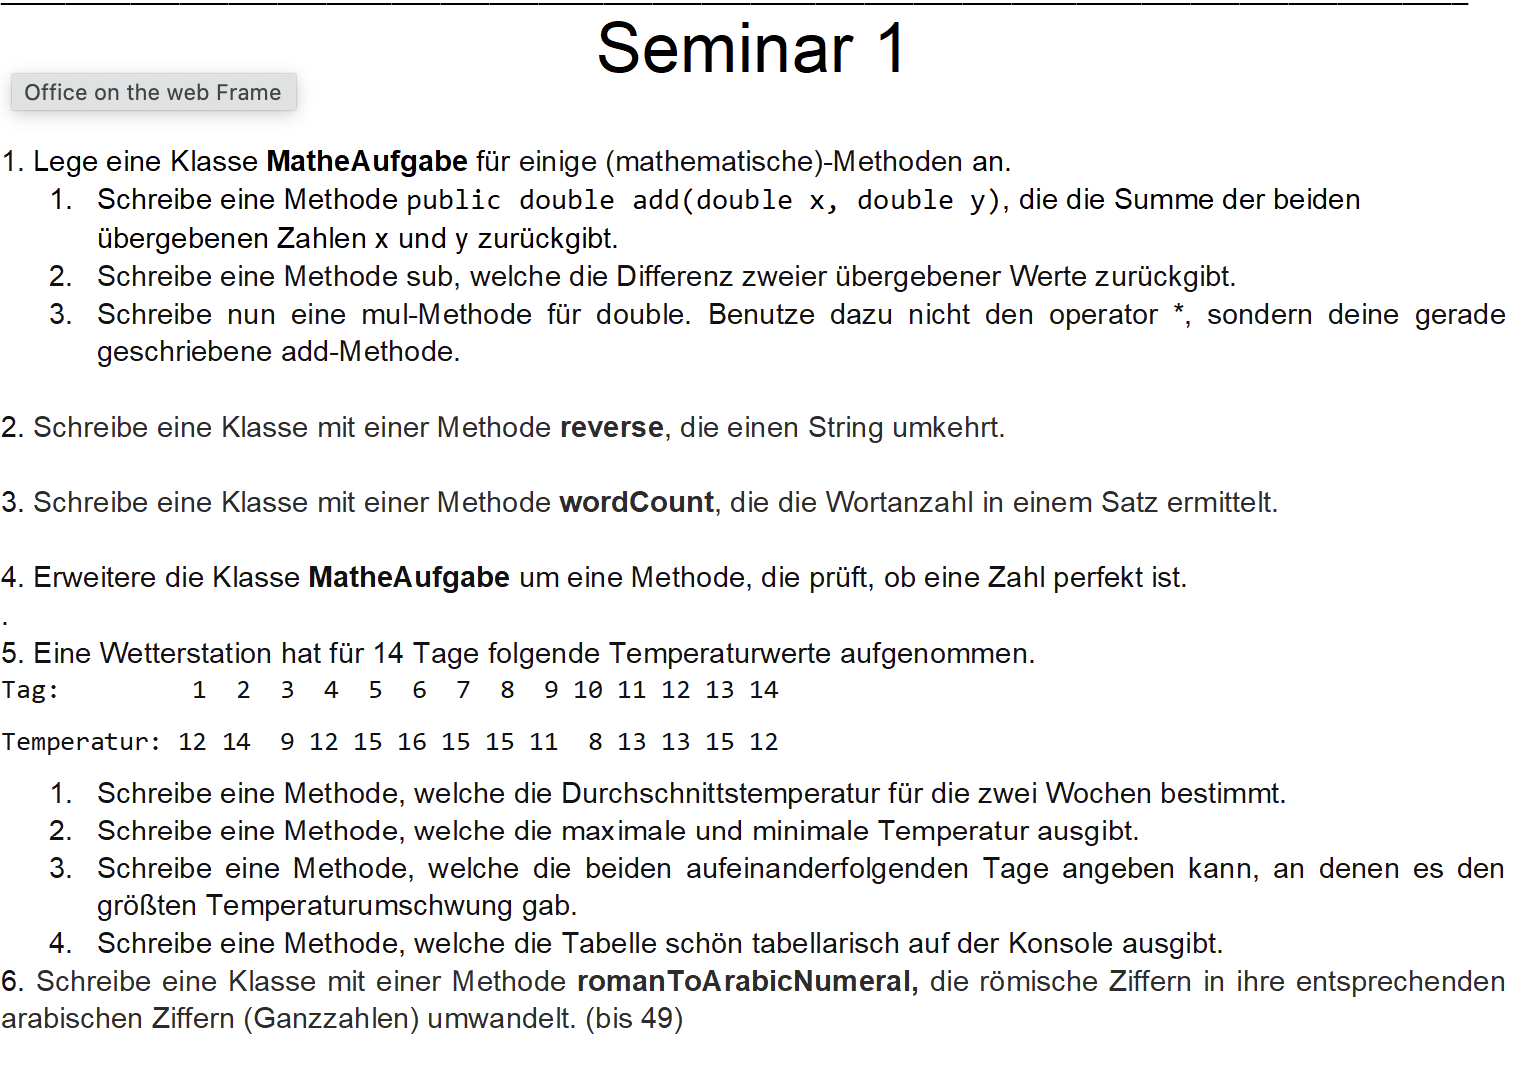 Seminar 1
Office on the web Frame
1. Lege eine Klasse MatheAufgabe für einige (mathematische)-Methoden an.
1. Schreibe eine Methode public double add(double x, double y), die die Summe der beiden
übergebenen Zahlen x und y zurückgibt.
2. Schreibe eine Methode sub, welche die Differenz zweier übergebener Werte zurückgibt.
3. Schreibe nun eine mul-Methode für double. Benutze dazu nicht den operator *, sondern deine gerade
geschriebene add-Methode.
2. Schreibe eine Klasse mit einer Methode reverse, die einen String umkehrt.
3. Schreibe eine Klasse mit einer Methode wordCount, die die Wortanzahl in einem Satz ermittelt.
4. Erweitere die Klasse MatheAufgabe um eine Methode, die prüft, ob eine Zahl perfekt ist.
.
5. Eine Wetterstation hat für 14 Tage folgende Temperaturwerte aufgenommen.
Tag: 1 2 3 4 5 6 7 8 9 10 11 12 13 14
Temperatur: 12 14 9 12 15 16 15 15 11 8 13 13 15 12
1. Schreibe eine Methode, welche die Durchschnittstemperatur für die zwei Wochen bestimmt.
2. Schreibe eine Methode, welche die maximale und minimale Temperatur ausgibt.
3. Schreibe eine Methode, welche die beiden aufeinanderfolgenden Tage angeben kann, an denen es den
größten Temperaturumschwung gab.
4. Schreibe eine Methode, welche die Tabelle schön tabellarisch auf der Konsole ausgibt.
6. Schreibe eine Klasse mit einer Methode romanToArabicNumeral, die römische Ziffern in ihre entsprechenden
arabischen Ziffern (Ganzzahlen) umwandelt. (bis 49)